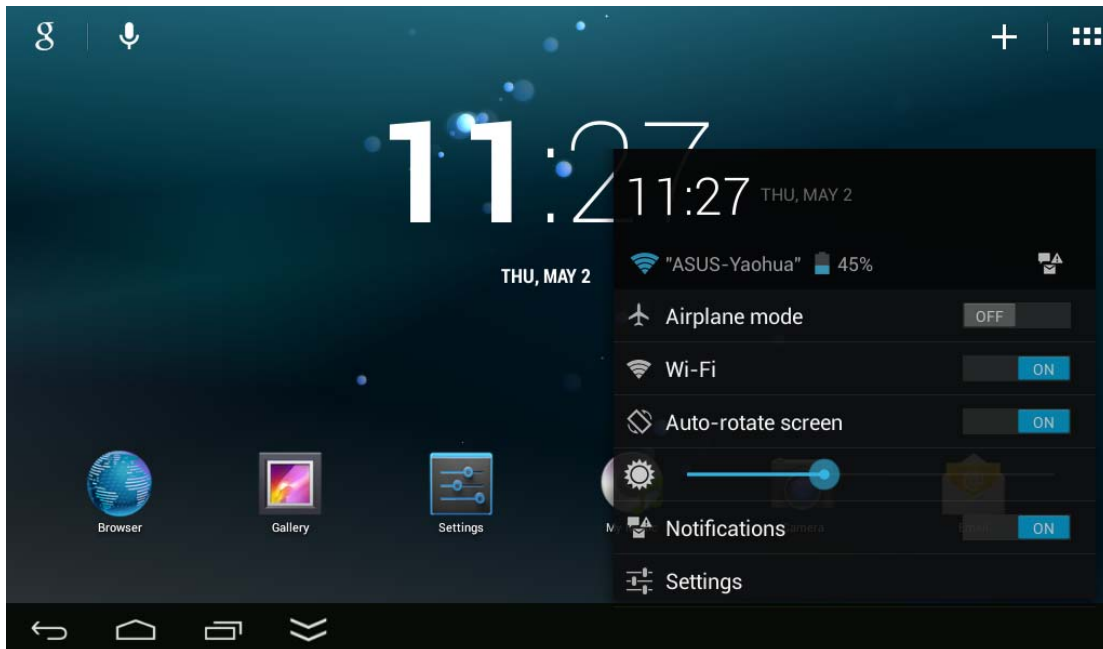 g
11:27
THU, MAY 2
11:27 THU, MAY 2
"ASUS-Yaohua" 45%
Airplane mode OFF
Wi-Fi ON
Auto-rotate screen ON
Notifications ON
Settings
Browser
Gallery
Settings
Camera